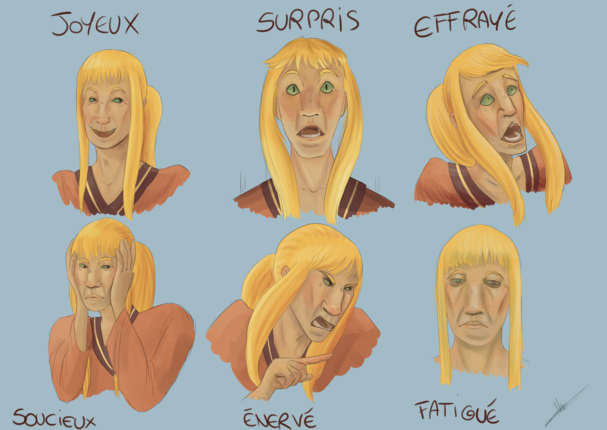 JOYEUX
SURPRIS
EFFRAYÉ
SOUCIEUX
ÉNERVÉ
FATIGUÉ